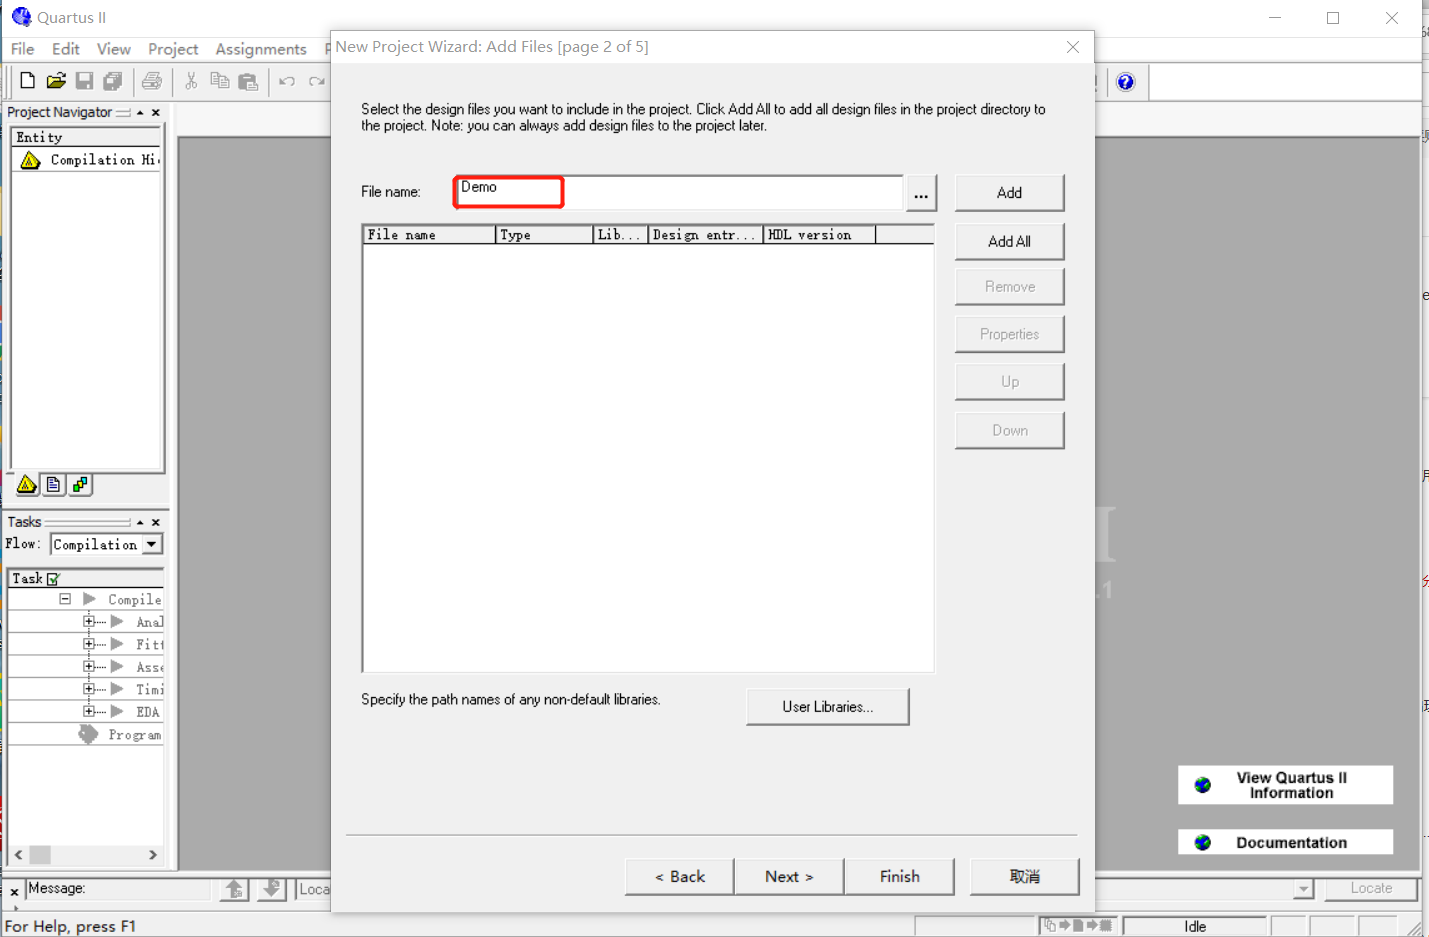 Quartus II
File Edit View Project Assignments
New Project Wizard: Add Files [page 2 of 5]
Project Navigator
Entity
Compilation Hi
Select the design files you want to include in the project. Click Add All to add all design files in the project directory to
the project. Note: you can always add design files to the project later.
File name: Demo ... Add
File name Type Lib... Design entr... HDL version
Add All
Remove
Properties
Up
Down
Tasks
Flow: Compilation
Task
Compile
Anal
Fitt
Asse
Timi
EDA
Program
.1
Specify the path names of any non-default libraries.
User Libraries...
View Quartus II
Information
Documentation
< Back Next > Finish 取消
Message:
Loca
Locate
For Help, press F1
Idle